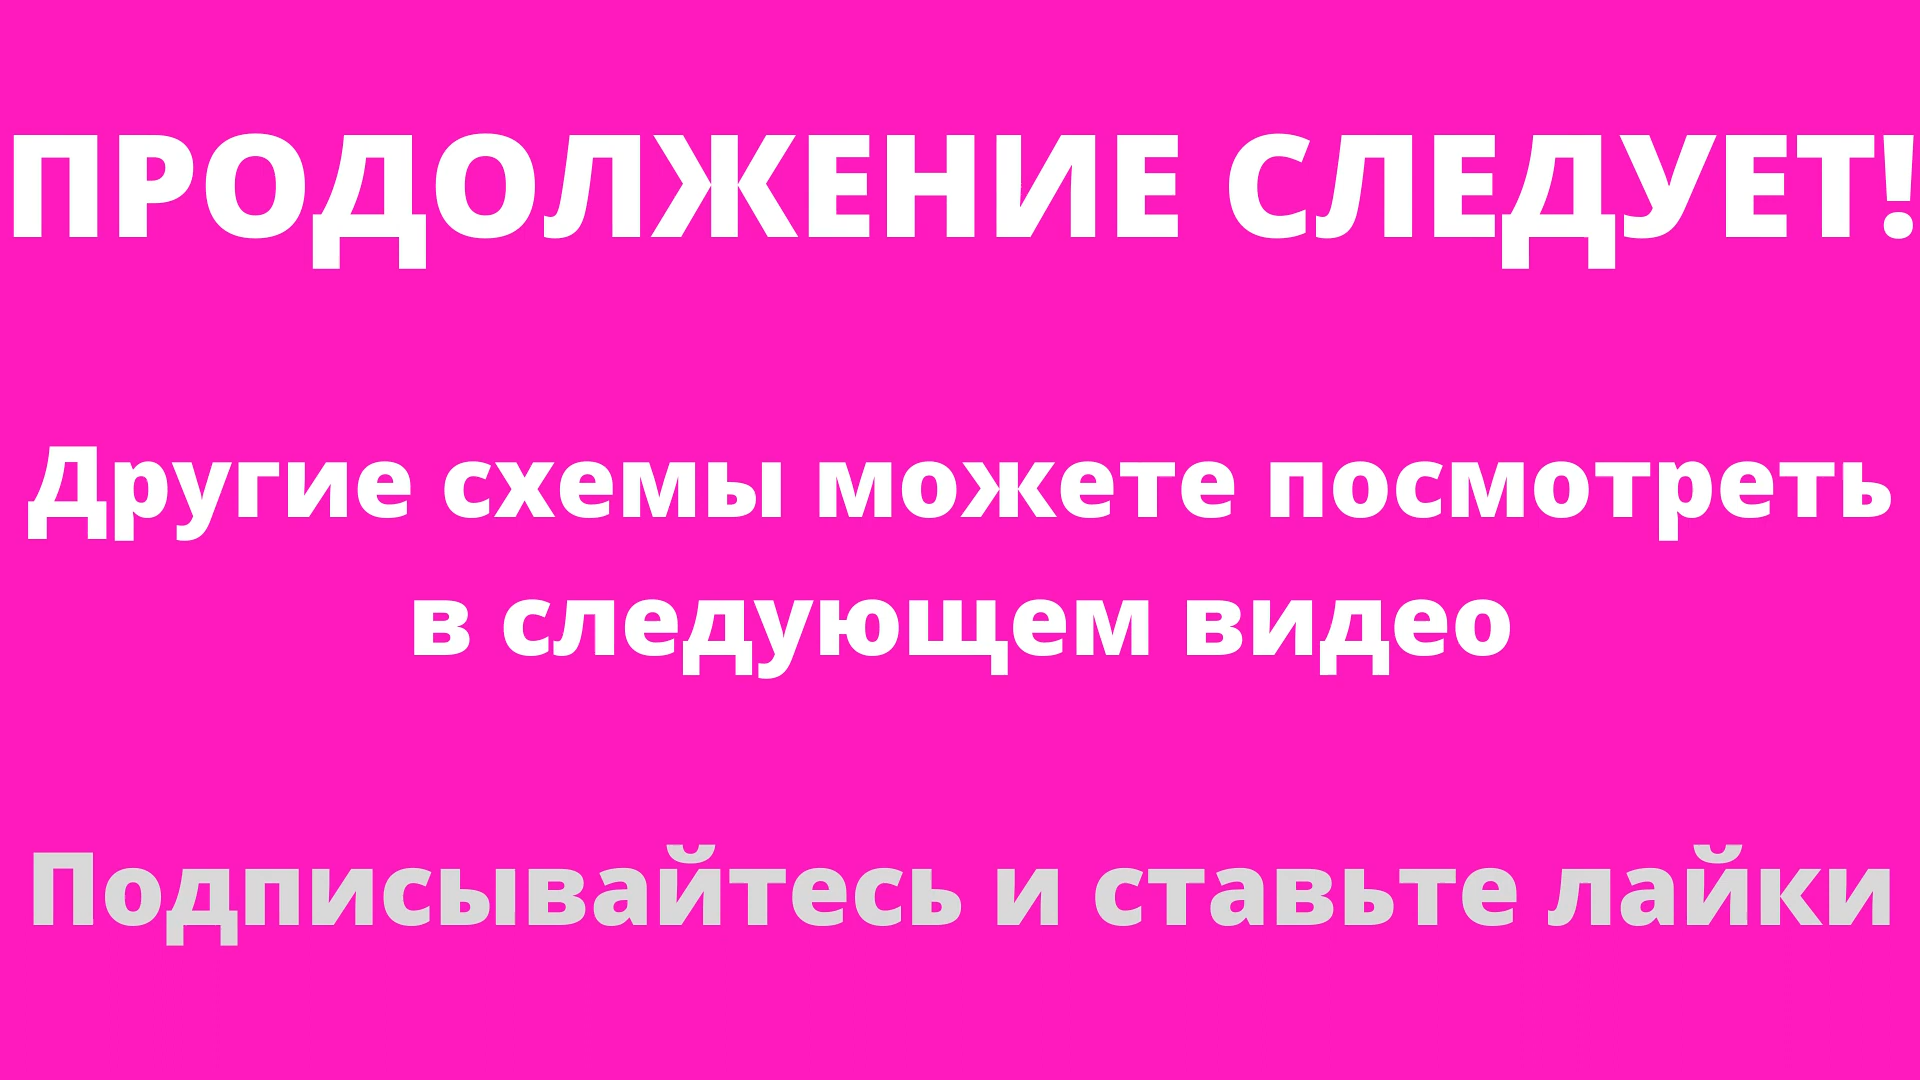 ПРОДОЛЖЕНИЕ СЛЕДУЕТ!
Другие схемы можете посмотреть
в следующем видео
Подписывайтесь и ставьте лайки